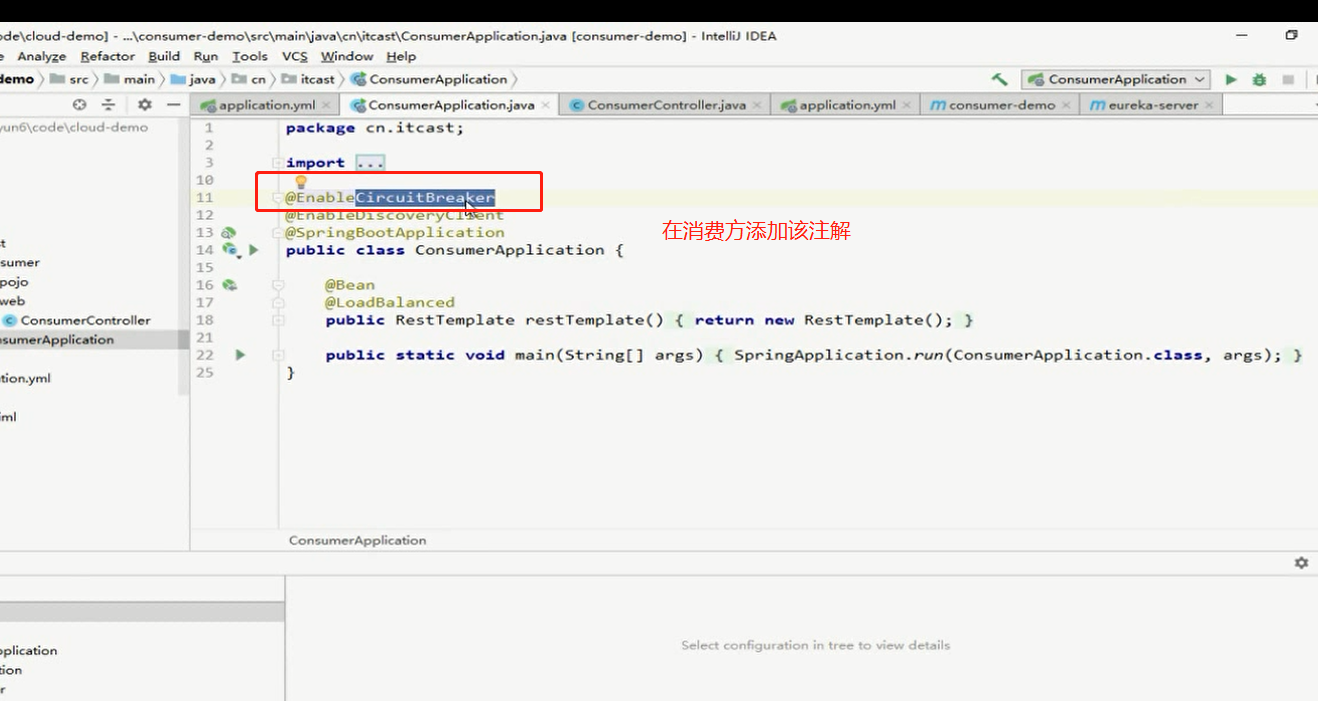 ode\cloud-demo] - ...\consumer-demo\src\main\java\cn\itcast\ConsumerApplication.java [consumer-demo] - IntelliJ IDEA
e Analyze Refactor Build Run Tools VCS Window Help
demo src main java cn itcast ConsumerApplication ConsumerApplication
application.yml ConsumerApplication.java ConsumerController.java application.yml consumer-demo eureka-server
yun6\code\cloud-demo
1 package cn.itcast;
2
3 import ...
10
11 @EnableCircuitBreaker
12 @EnableDiscoveryClient
13 @SpringBootApplication
在消费方添加该注解
14 public class ConsumerApplication {
15
16 @Bean
17 @LoadBalanced
18 public RestTemplate restTemplate() { return new RestTemplate(); }
21
22 public static void main(String[] args) { SpringApplication.run(ConsumerApplication.class, args); }
25 }
st
sumer
pojo
web
ConsumerController
nsumerApplication
tion.yml
ml
ConsumerApplication
Select configuration in tree to view details
pplication
tion
r